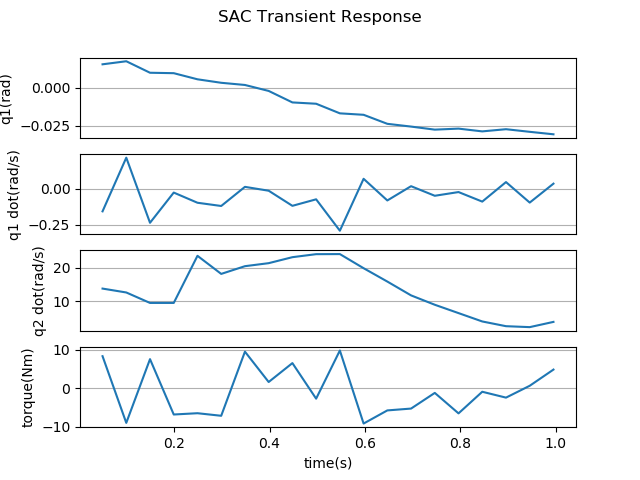 SAC Transient Response
q1(rad)
0.000
−0.025
q1 dot(rad/s)
0.00
−0.25
q2 dot(rad/s)
20
10
torque(Nm)
10
0
−10
0.2 0.4 0.6 0.8 1.0
time(s)